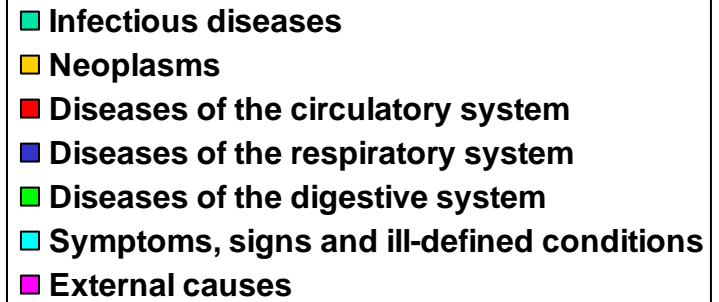 Infectious diseases
Neoplasms
Diseases of the circulatory system
Diseases of the respiratory system
Diseases of the digestive system
Symptoms, signs and ill-defined conditions
External causes